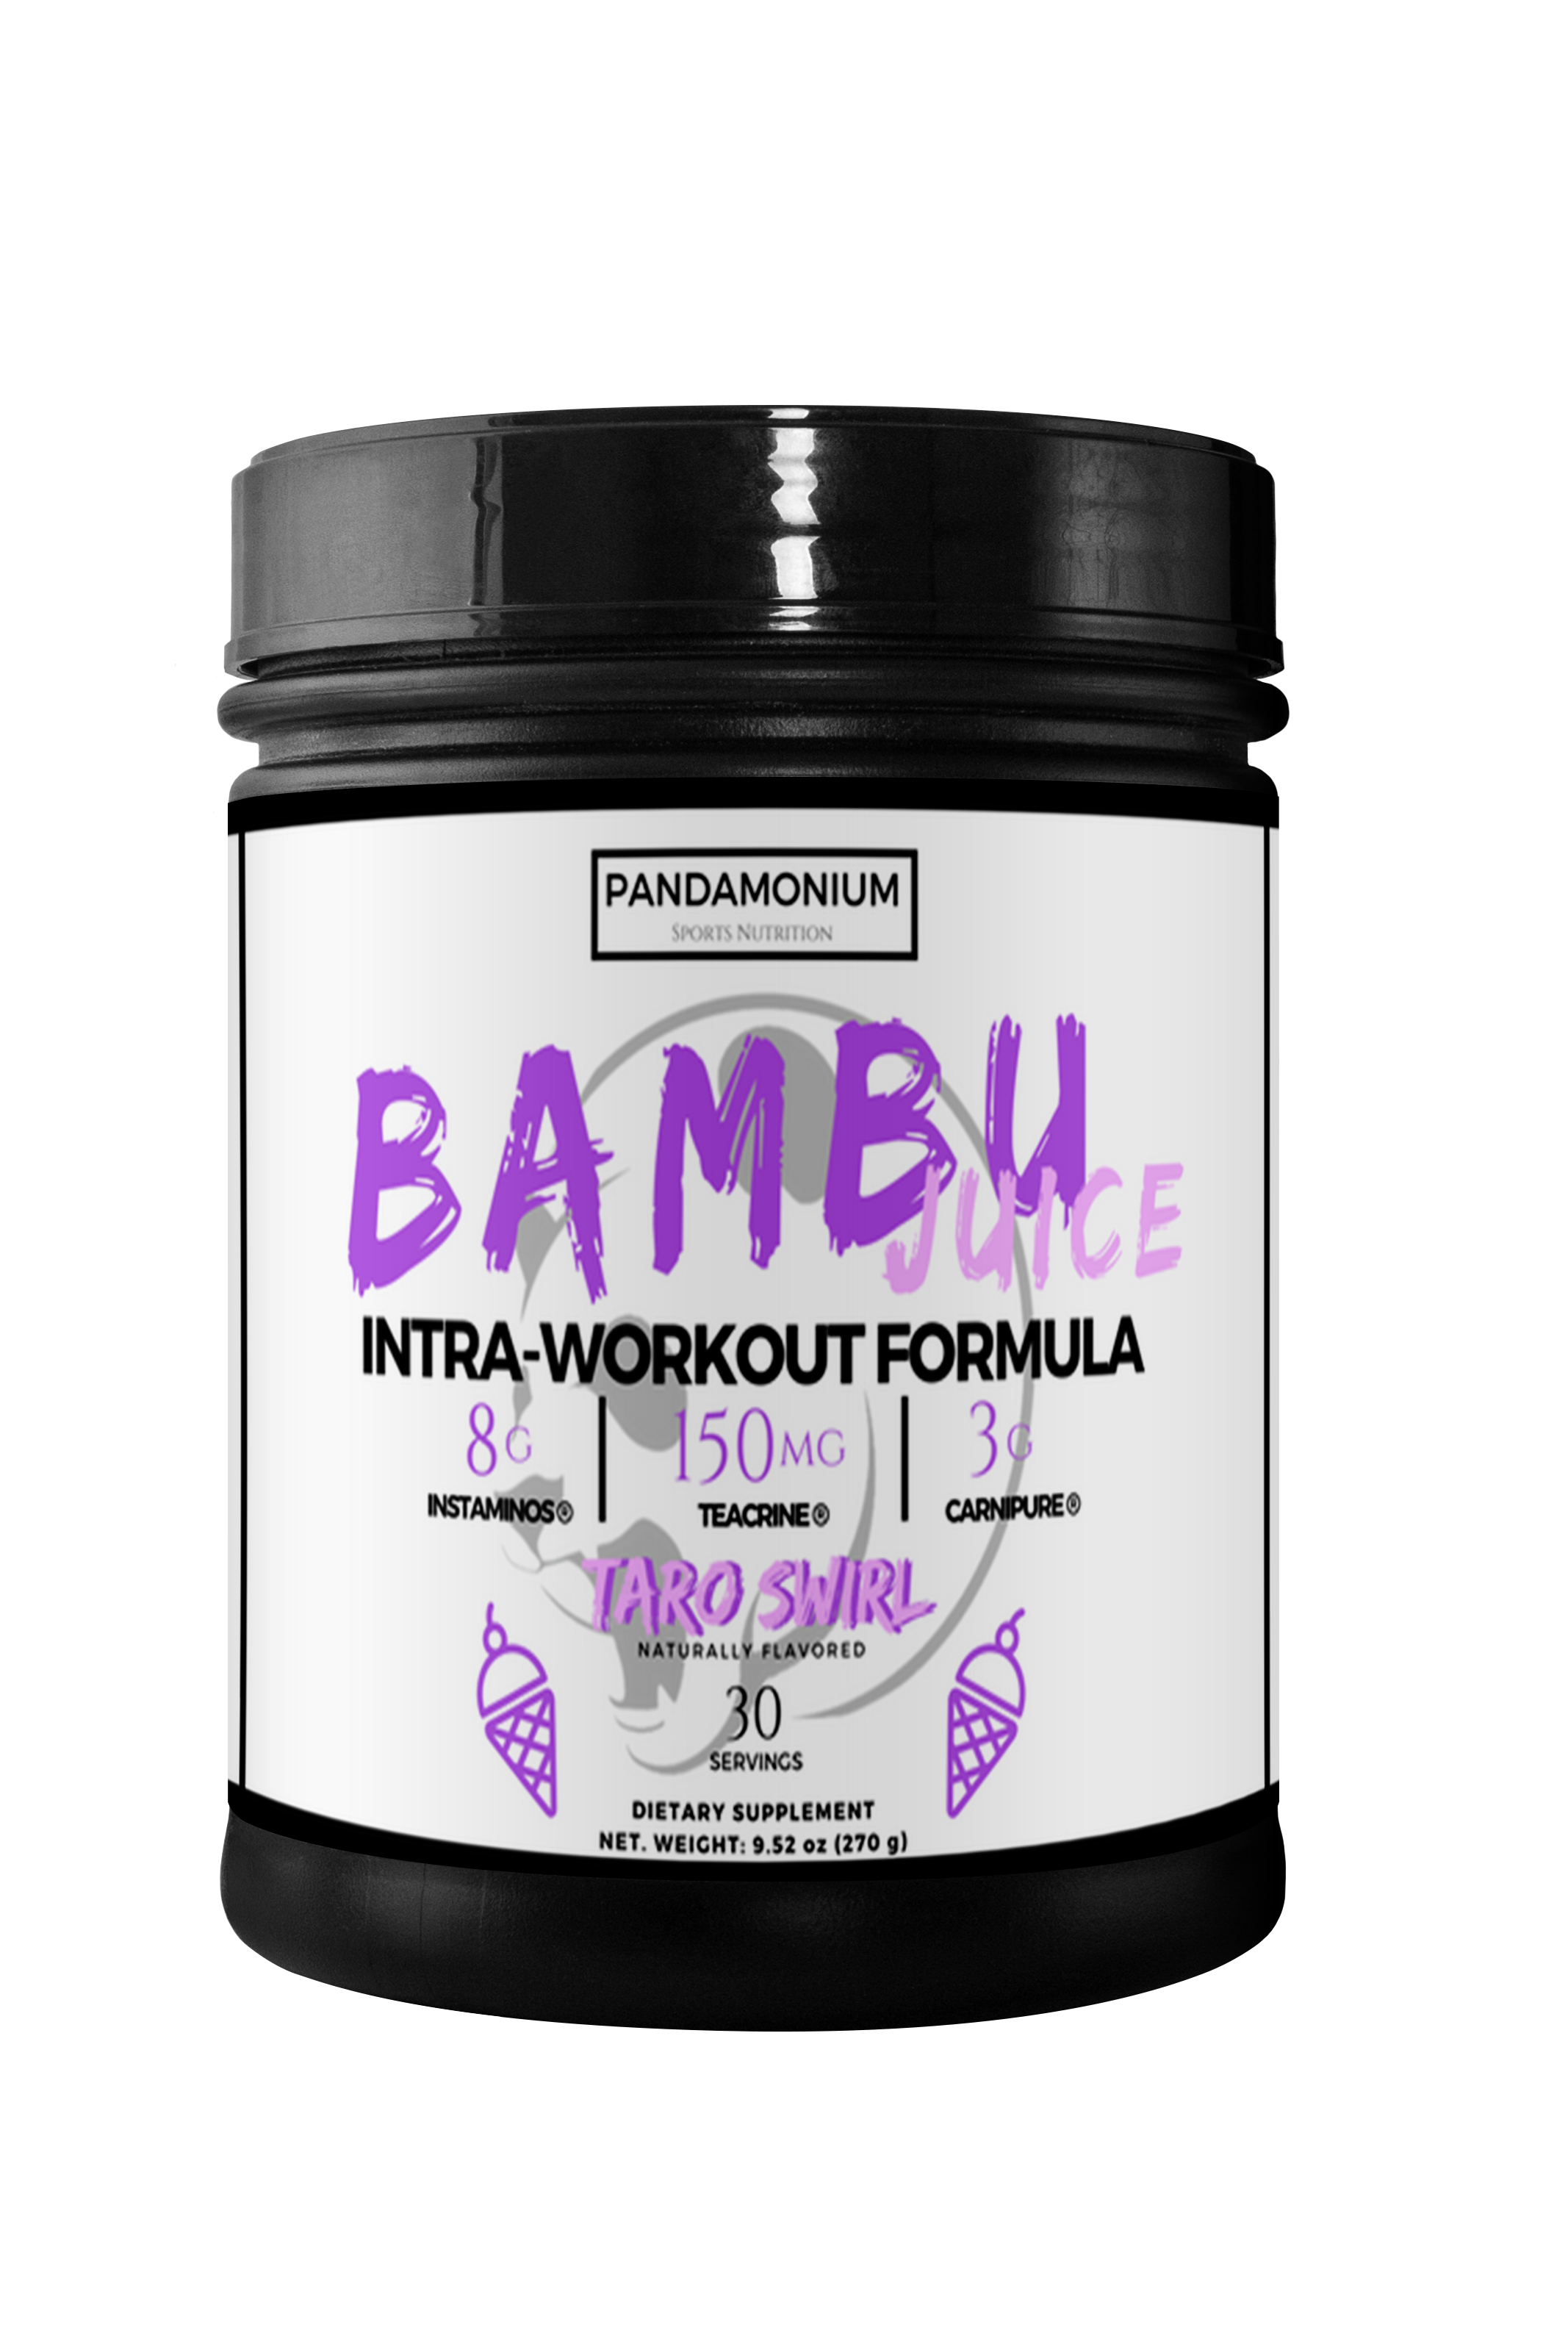 PANDAMONIUM
SPORTS NUTRITION
BAMBU
JUICE
INTRA-WORKOUT FORMULA
8G
150MG
3G
INSTAMINOS®
TEACRINE®
CARNIPURE®
TARO SWIRL
NATURALLY FLAVORED
30
SERVINGS
DIETARY SUPPLEMENT
NET. WEIGHT: 9.52 oz (270 g)